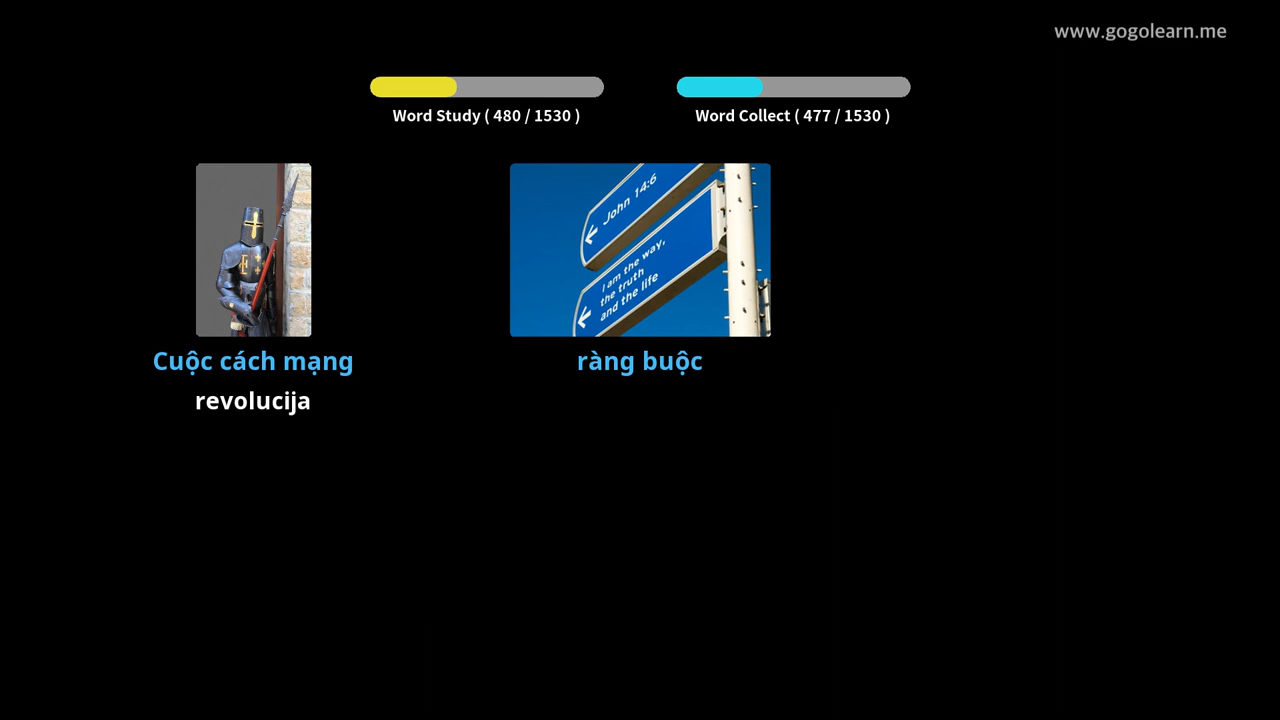 www.gogolearn.me
Word Study ( 480 / 1530 )
Word Collect ( 477 / 1530 )
John 14:6
I am the way,
the truth
and the life
Cuộc cách mạng
ràng buộc
revolucija